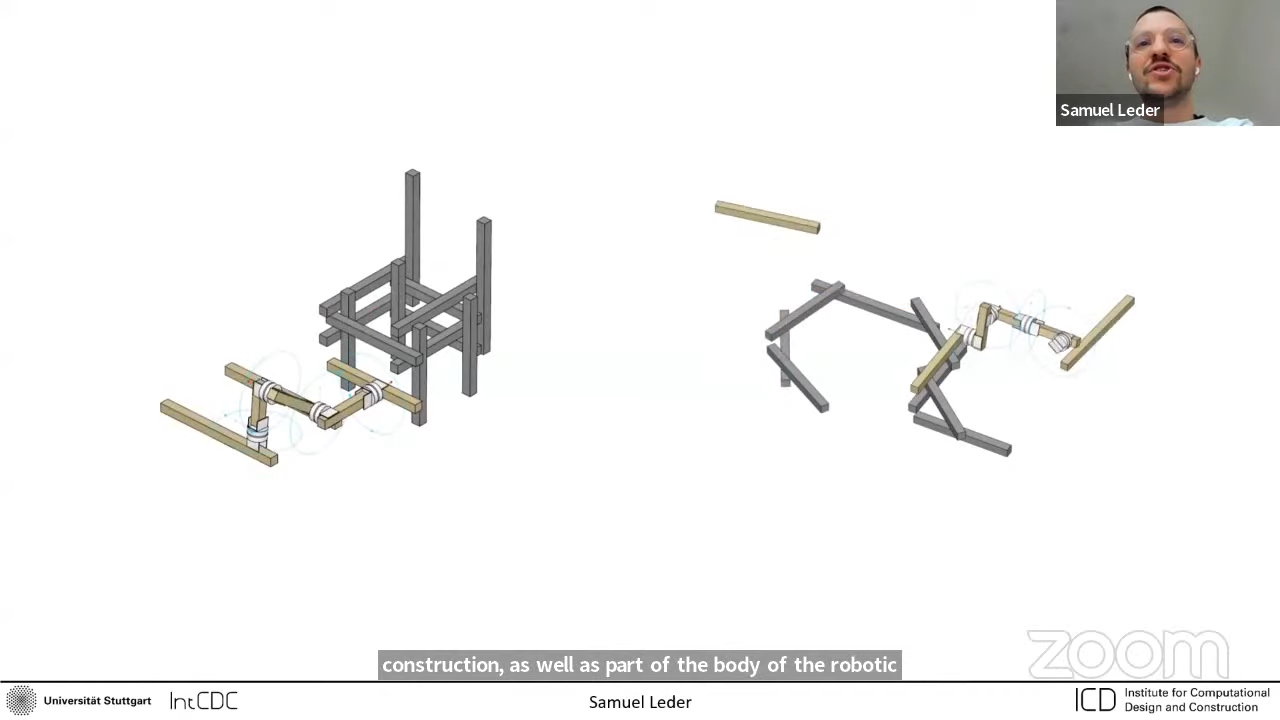 Samuel Leder
construction, as well as part of the body of the robotic
zoom
Universität Stuttgart
IntCDC
Samuel Leder
ICD
Institute for Computational
Design and Construction